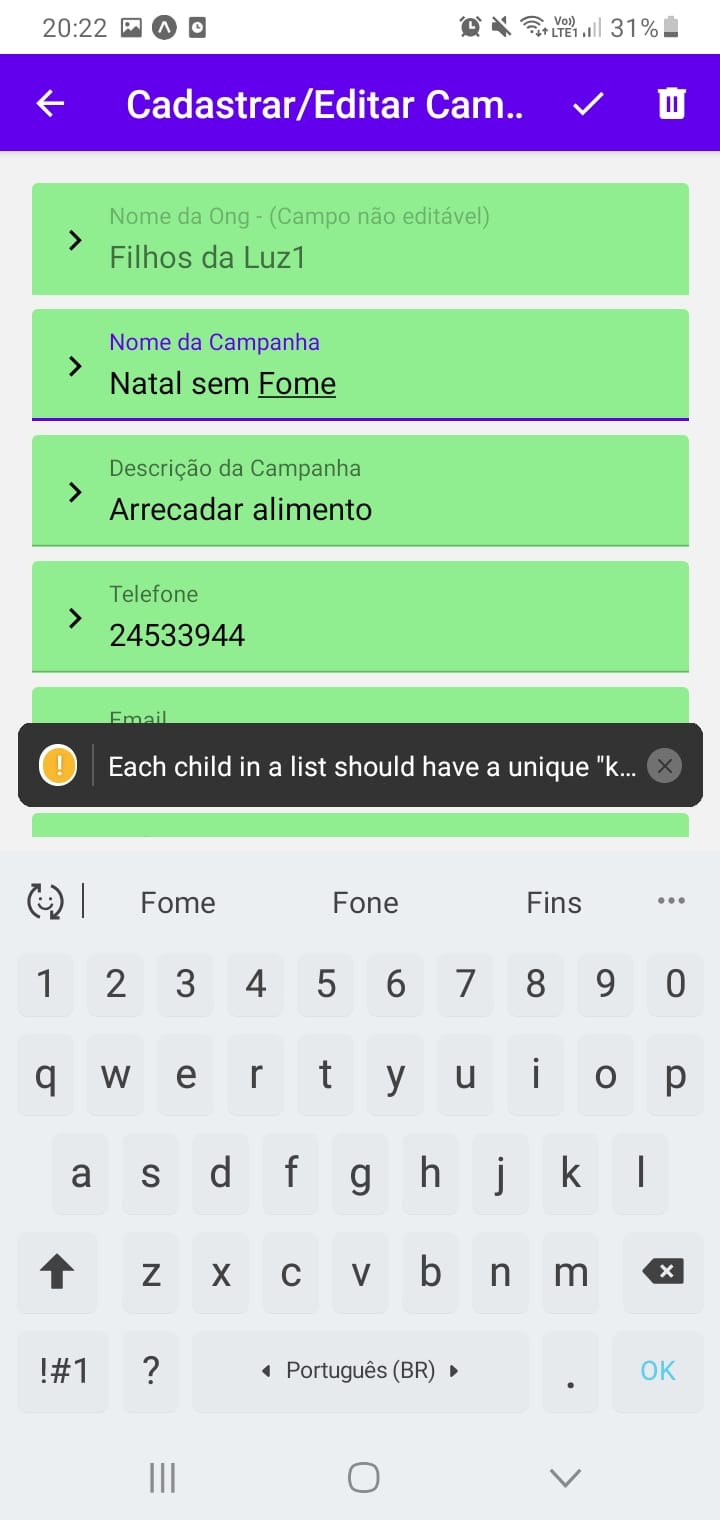 20:22
Vo)) LTE1 31%
Cadastrar/Editar Cam..
Nome da Ong - (Campo não editável)
Filhos da Luz1
Nome da Campanha
Natal sem Fome
Descrição da Campanha
Arrecadar alimento
Telefone
24533944
Email
Each child in a list should have a unique "k...
Fome Fone Fins
1 2 3 4 5 6 7 8 9 0
q w e r t y u i o p
a s d f g h j k l
z x c v b n m
!#1 ? Português (BR) . OK